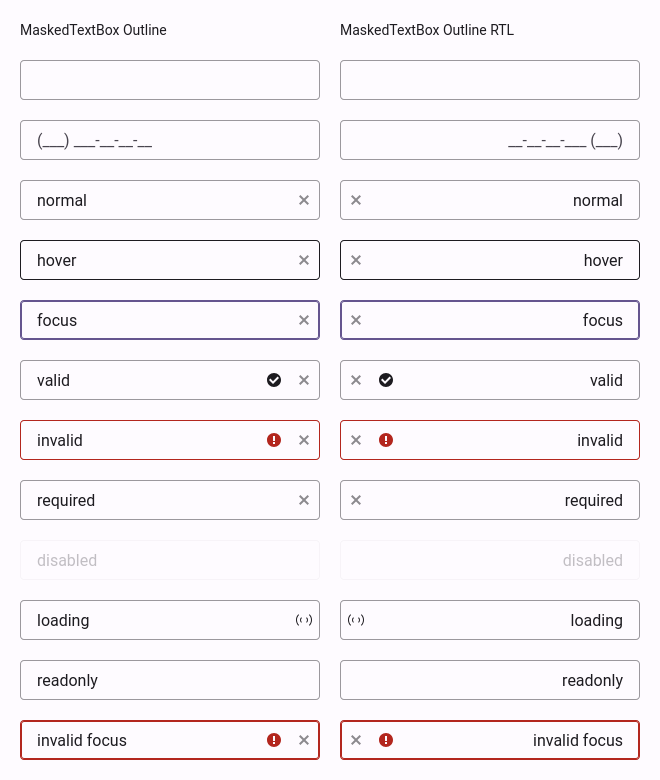 MaskedTextBox Outline
MaskedTextBox Outline RTL
(___) ___-__-__-__
__-__-__-___ (___)
normal
normal
hover
hover
focus
focus
valid
valid
invalid
invalid
required
required
disabled
disabled
loading
loading
readonly
readonly
invalid focus
invalid focus